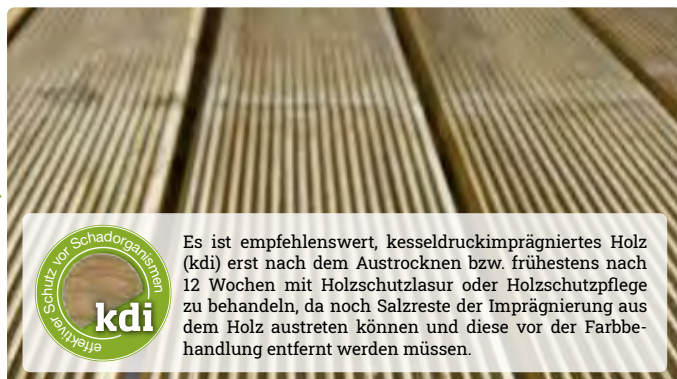 effektiver Schutz vor Schadorganismen
kdi
Es ist empfehlenswert, kesseldruckimprägniertes Holz
(kdi) erst nach dem Austrocknen bzw. frühestens nach
12 Wochen mit Holzschutzlasur oder Holzschutzpflege
zu behandeln, da noch Salzreste der Imprägnierung aus
dem Holz austreten können und diese vor der Farbbe-
handlung entfernt werden müssen.